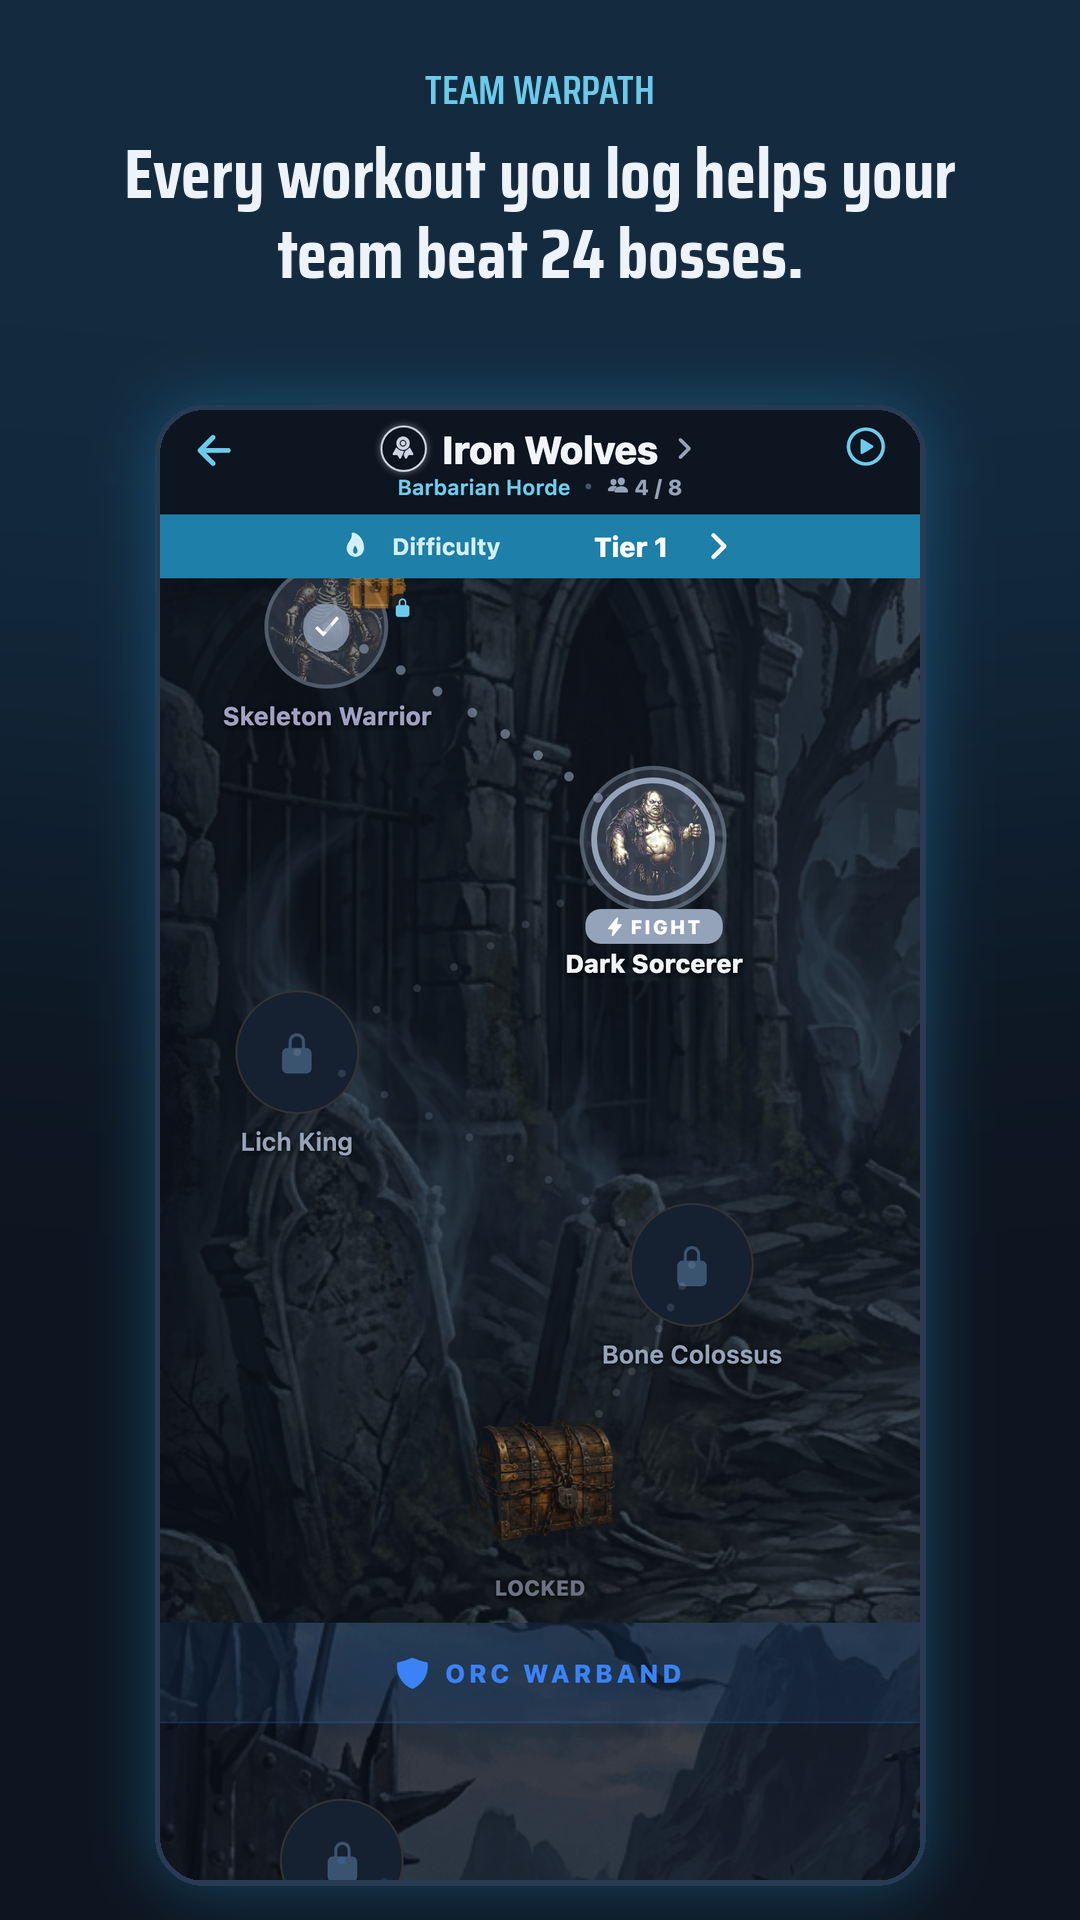 TEAM WARPATH
Every workout you log helps your
team beat 24 bosses.
Iron Wolves
Barbarian Horde • 4 / 8
Difficulty Tier 1
Skeleton Warrior
FIGHT
Dark Sorcerer
Lich King
Bone Colossus
LOCKED
ORC WARBAND